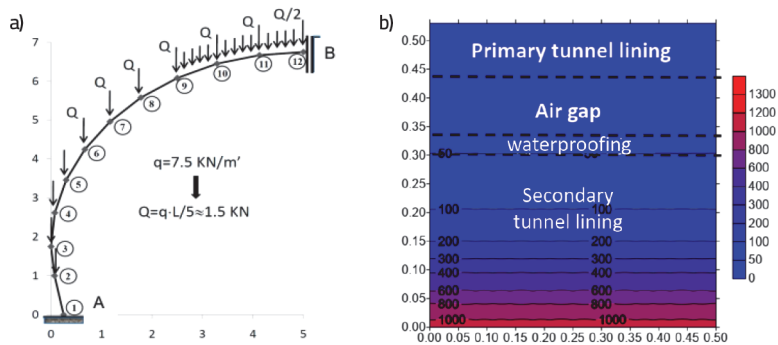 a)
Q/2
Q
Q
Q
Q
Q
Q
B
7
6
5
4
3
2
1
0
12
11
10
9
8
7
6
5
4
3
2
1
q=7.5 KN/m'
Q=q·L/5≈1.5 KN
A
0 1 2 3 4 5
b)
0.50
0.45
0.40
0.35
0.30
0.25
0.20
0.15
0.10
0.05
0.00
Primary tunnel lining
Air gap
waterproofing
50
Secondary
tunnel lining
100 100
200 200
300 300
400 400
600 600
800 800
1000 1000
0.00 0.05 0.10 0.15 0.20 0.25 0.30 0.35 0.40 0.45 0.50
1300
1200
1000
800
600
400
300
200
100
50
0